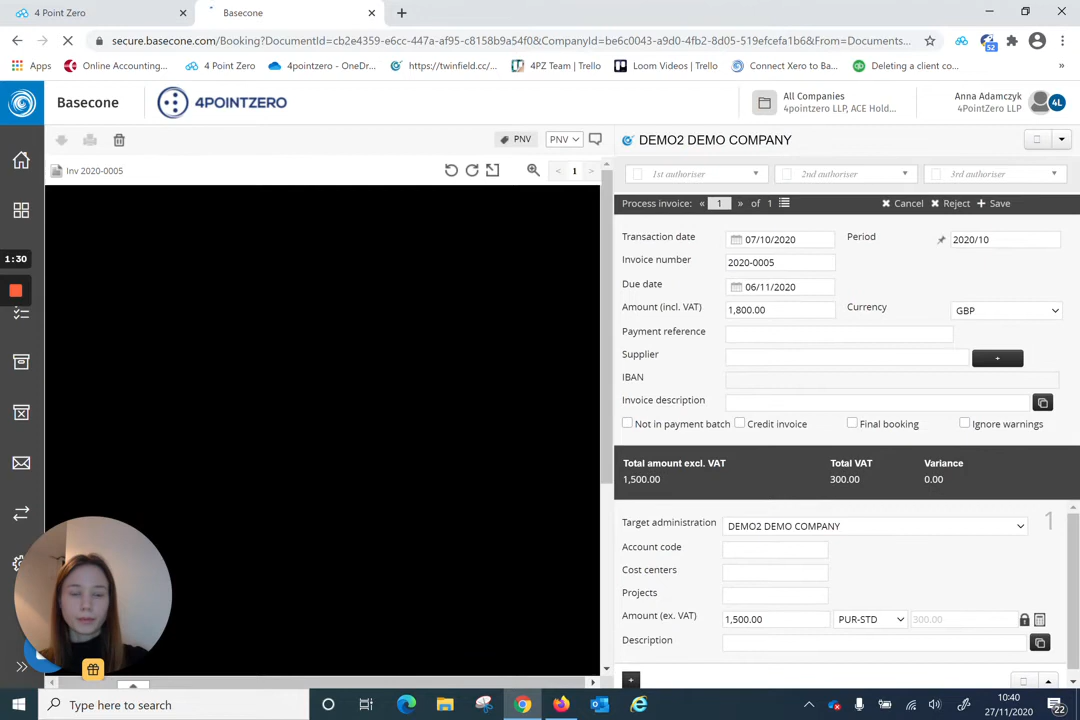 4 Point Zero
Basecone
secure.basecone.com/Booking?DocumentId=cb2e4359-e6cc-447a-af95-c8158b9a54f0&CompanyId=be6c0043-a9d0-4fb2-8d05-519efcefa1b6&From=Documents...
Apps
Online Accounting...
4 Point Zero
4pointzero - OneDr...
https://twinfield.cc/...
4PZ Team | Trello
Loom Videos | Trello
Connect Xero to Ba...
Deleting a client co...
»
52
Basecone
4POINTZERO
All Companies
4pointzero LLP, ACE Hold...
Anna Adamczyk
4PointZero LLP
4L
PNV
PNV
DEMO2 DEMO COMPANY
Inv 2020-0005
< 1 >
1st authoriser
2nd authoriser
3rd authoriser
Process invoice: « 1 » of 1
Cancel
Reject
Save
Transaction date 07/10/2020 Period 2020/10
Invoice number 2020-0005
Due date 06/11/2020
Amount (incl. VAT) 1,800.00 Currency GBP
Payment reference
Supplier +
IBAN
Invoice description
Not in payment batch Credit invoice Final booking Ignore warnings
Total amount excl. VAT Total VAT Variance
1,500.00 300.00 0.00
1
Target administration DEMO2 DEMO COMPANY
Account code
Cost centers
Projects
Amount (ex. VAT) 1,500.00 PUR-STD 300.00
Description
+
1:30
Type here to search
10:40
27/11/2020
22